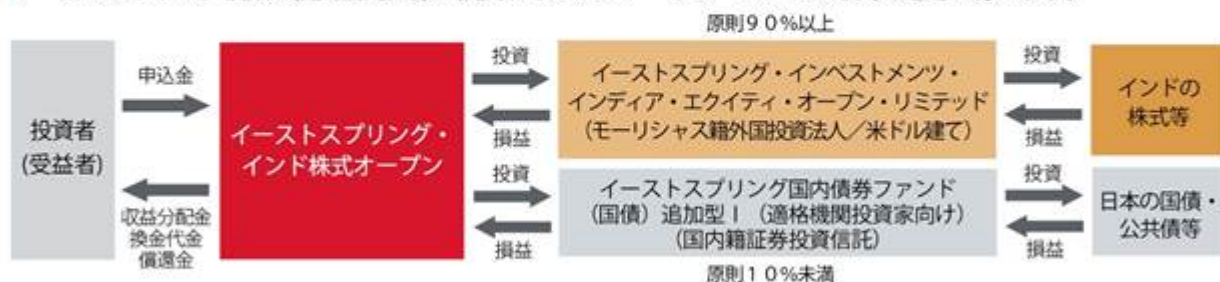 原則９０％以上
投資者
(受益者)
申込金
収益分配金
換金代金
償還金
イーストスプリング・
インド株式オープン
投資
損益
イーストスプリング・インベストメンツ・
インディア・エクイティ・オープン・リミテッド
（モーリシャス籍外国投資法人／米ドル建て）
投資
損益
インドの
株式等
投資
損益
イーストスプリング国内債券ファンド
（国債）追加型Ⅰ（適格機関投資家向け）
（国内籍証券投資信託）
投資
損益
日本の国債・
公共債等
原則１０％未満